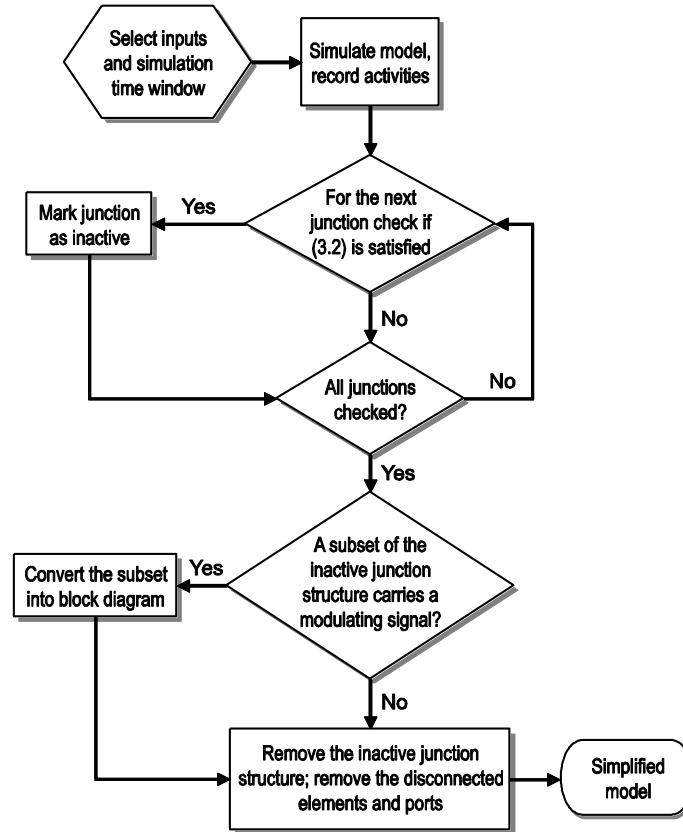 Select inputs
and simulation
time window
Simulate model,
record activities
For the next
junction check if
(3.2) is satisfied
Yes
Mark junction
as inactive
No
All junctions
checked?
No
Yes
A subset of the
inactive junction
structure carries a
modulating signal?
Yes
Convert the subset
into block diagram
No
Remove the inactive junction
structure; remove the disconnected
elements and ports
Simplified
model